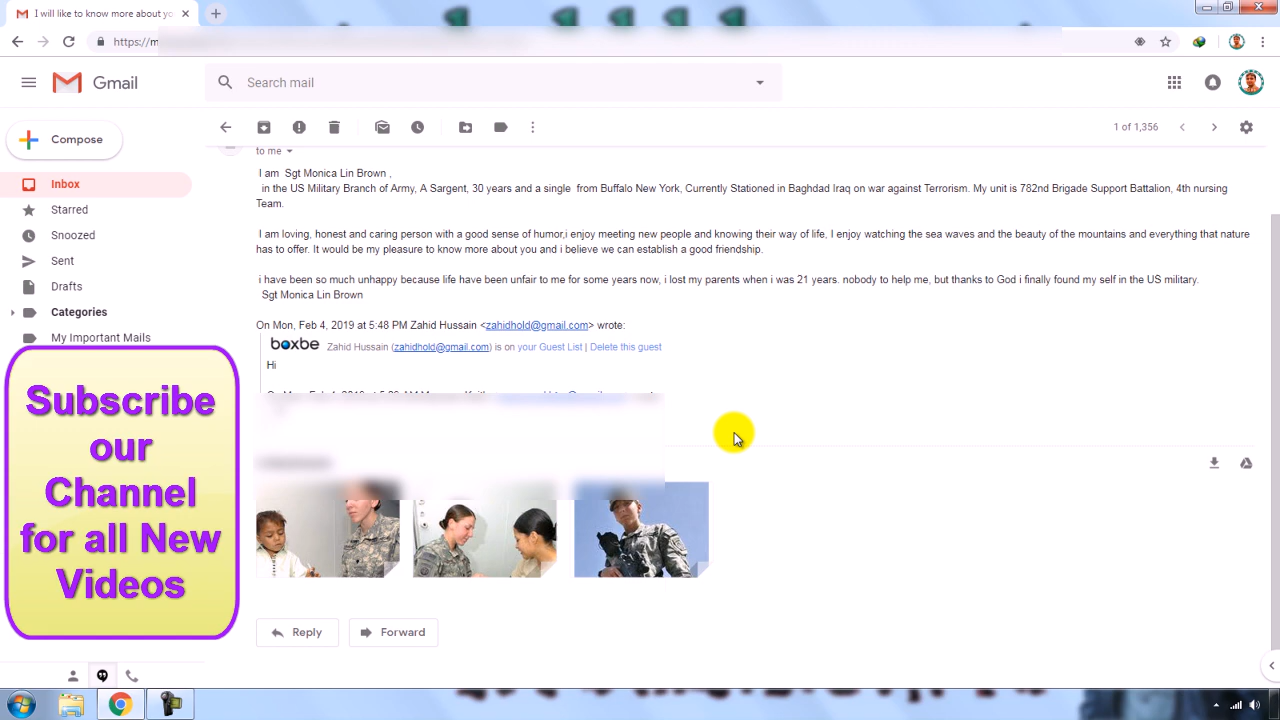 I will like to know more about yo
https://m
Gmail
Search mail
Compose
1 of 1,356
Inbox
Starred
Snoozed
Sent
Drafts
Categories
My Important Mails
to me
I am Sgt Monica Lin Brown ,
in the US Military Branch of Army, A Sargent, 30 years and a single from Buffalo New York, Currently Stationed in Baghdad Iraq on war against Terrorism. My unit is 782nd Brigade Support Battalion, 4th nursing
Team.
I am loving, honest and caring person with a good sense of humor,i enjoy meeting new people and knowing their way of life, I enjoy watching the sea waves and the beauty of the mountains and everything that nature
has to offer. It would be my pleasure to know more about you and i believe we can establish a good friendship.
i have been so much unhappy because life have been unfair to me for some years now, i lost my parents when i was 21 years. nobody to help me, but thanks to God i finally found my self in the US military.
Sgt Monica Lin Brown
On Mon, Feb 4, 2019 at 5:48 PM Zahid Hussain <zahidhold@gmail.com> wrote:
boxbe Zahid Hussain (zahidhold@gmail.com) is on your Guest List | Delete this guest
Hi
Reply
Forward
Subscribe
our
Channel
for all New
Videos